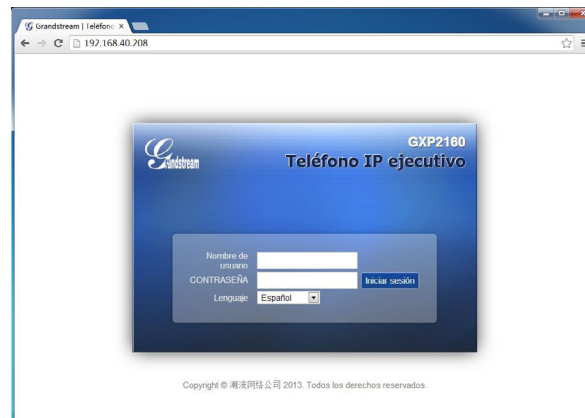 Grandstream | Teléfono
192.168.40.208
Grandstream
GXP2160
Teléfono IP ejecutivo
Nombre de
usuario
CONTRASEÑA
Iniciar sesión
Lenguaje
Español
Copyright © 潮流网络公司 2013. Todos los derechos reservados.